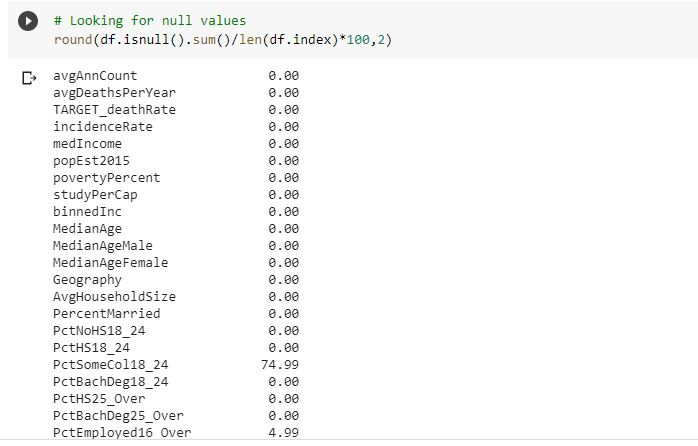 # Looking for null values
round(df.isnull().sum()/len(df.index)*100,2)
avgAnnCount 0.00
avgDeathsPerYear 0.00
TARGET_deathRate 0.00
incidenceRate 0.00
medIncome 0.00
popEst2015 0.00
povertyPercent 0.00
studyPerCap 0.00
binnedInc 0.00
MedianAge 0.00
MedianAgeMale 0.00
MedianAgeFemale 0.00
Geography 0.00
AvgHouseholdSize 0.00
PercentMarried 0.00
PctNoHS18_24 0.00
PctHS18_24 0.00
PctSomeCol18_24 74.99
PctBachDeg18_24 0.00
PctHS25_Over 0.00
PctBachDeg25_Over 0.00
PctEmployed16_Over 4.99